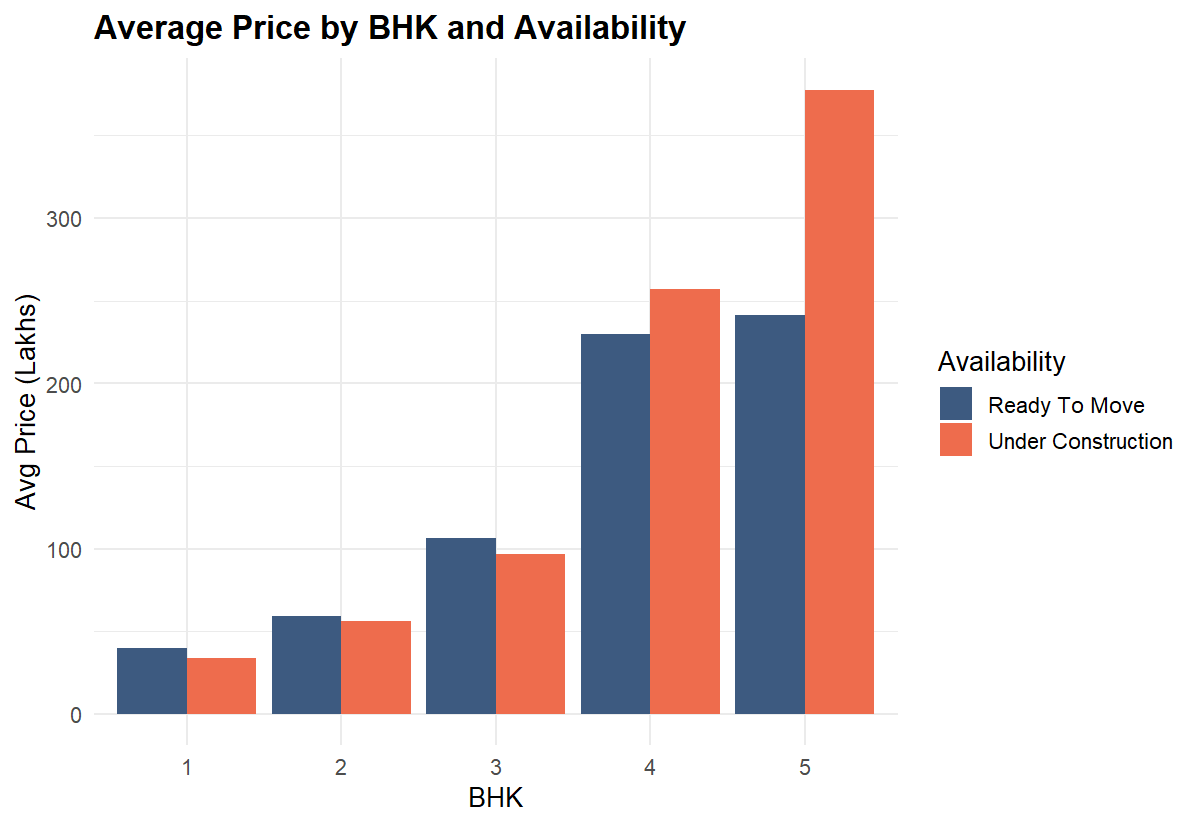 Average Price by BHK and Availability
Avg Price (Lakhs)
300
200
100
0
1 2 3 4 5
BHK
Availability
Ready To Move
Under Construction